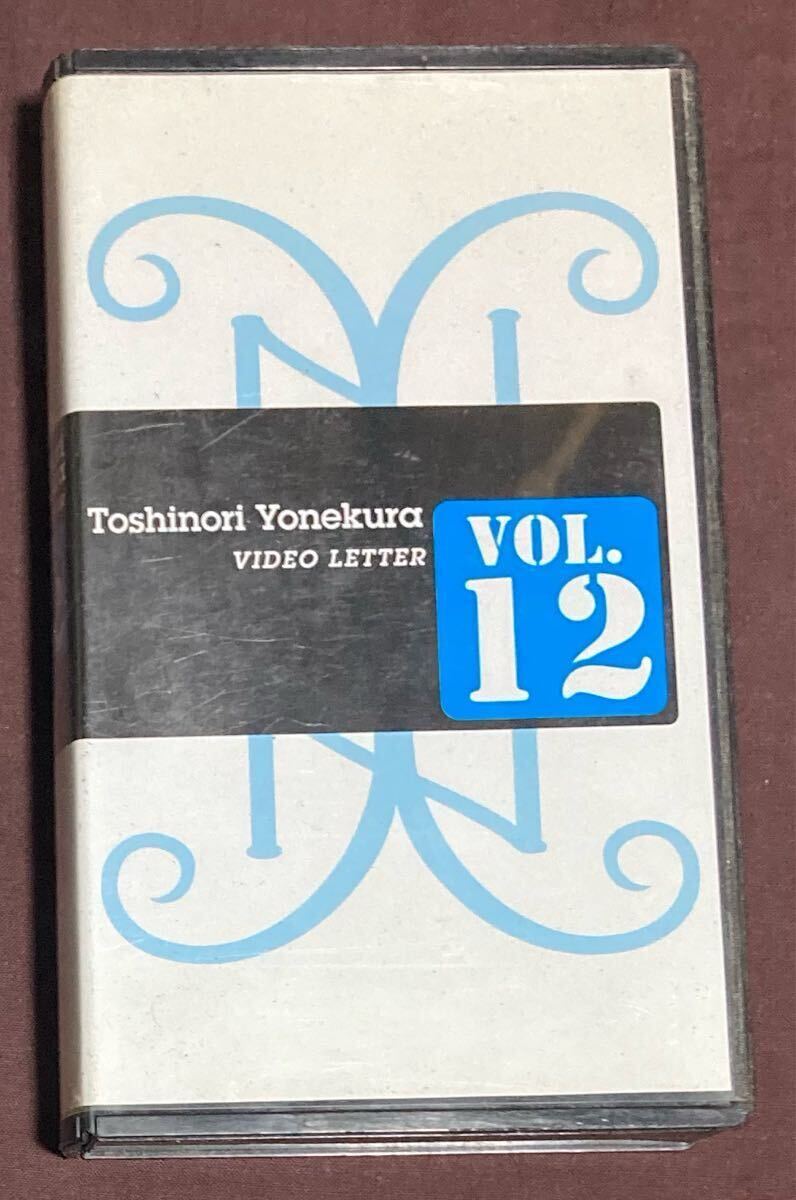 Toshinori Yonekura
VIDEO LETTER
VOL.
12